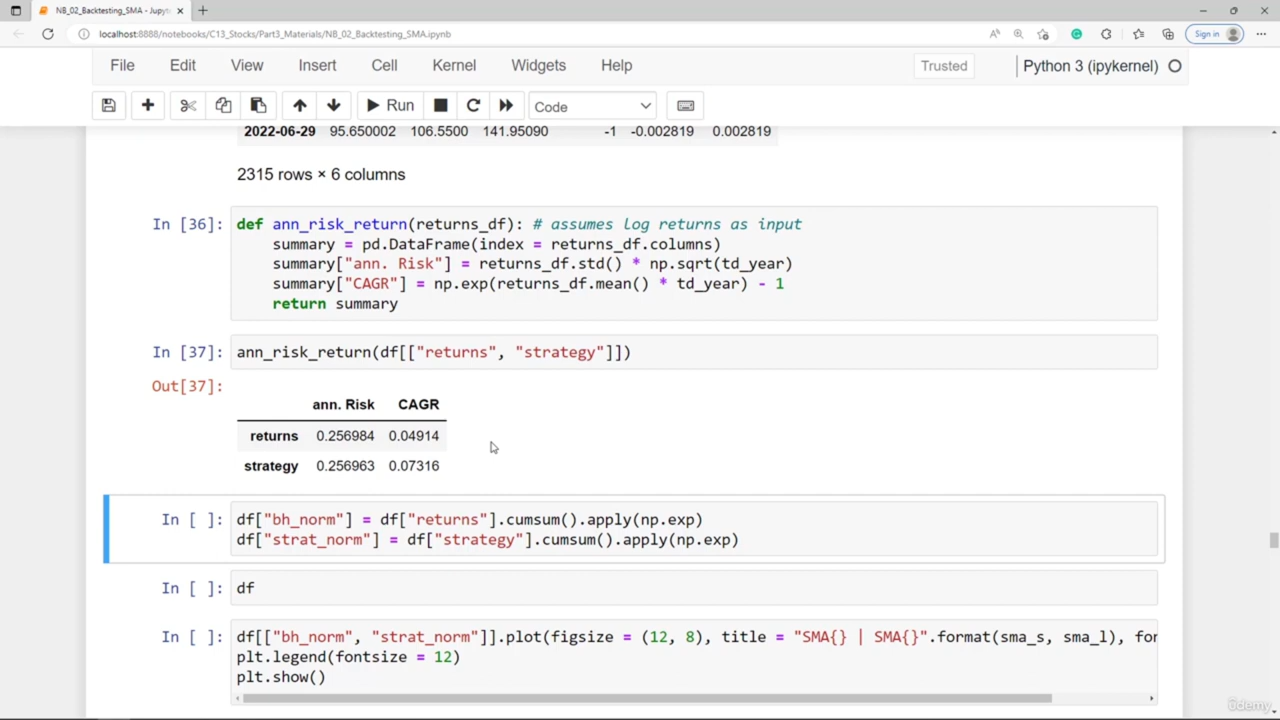 NB_02_Backtesting_SMA - Jupyt
localhost:8888/notebooks/C13_Stocks/Part3_Materials/NB_02_Backtesting_SMA.ipynb
Sign in
File Edit View Insert Cell Kernel Widgets Help
Trusted
Python 3 (ipykernel)
Run
Code
2022-06-29 95.650002 106.5500 141.95090 -1 -0.002819 0.002819
2315 rows × 6 columns
In [36]: def ann_risk_return(returns_df): # assumes log returns as input
summary = pd.DataFrame(index = returns_df.columns)
summary["ann. Risk"] = returns_df.std() * np.sqrt(td_year)
summary["CAGR"] = np.exp(returns_df.mean() * td_year) - 1
return summary
In [37]: ann_risk_return(df[["returns", "strategy"]])
Out[37]:
ann. Risk CAGR
returns 0.256984 0.04914
strategy 0.256963 0.07316
In [ ]: df["bh_norm"] = df["returns"].cumsum().apply(np.exp)
df["strat_norm"] = df["strategy"].cumsum().apply(np.exp)
In [ ]: df
In [ ]: df[["bh_norm", "strat_norm"]].plot(figsize = (12, 8), title = "SMA{} | SMA{}".format(sma_s, sma_l), for
plt.legend(fontsize = 12)
plt.show()
ûdemy